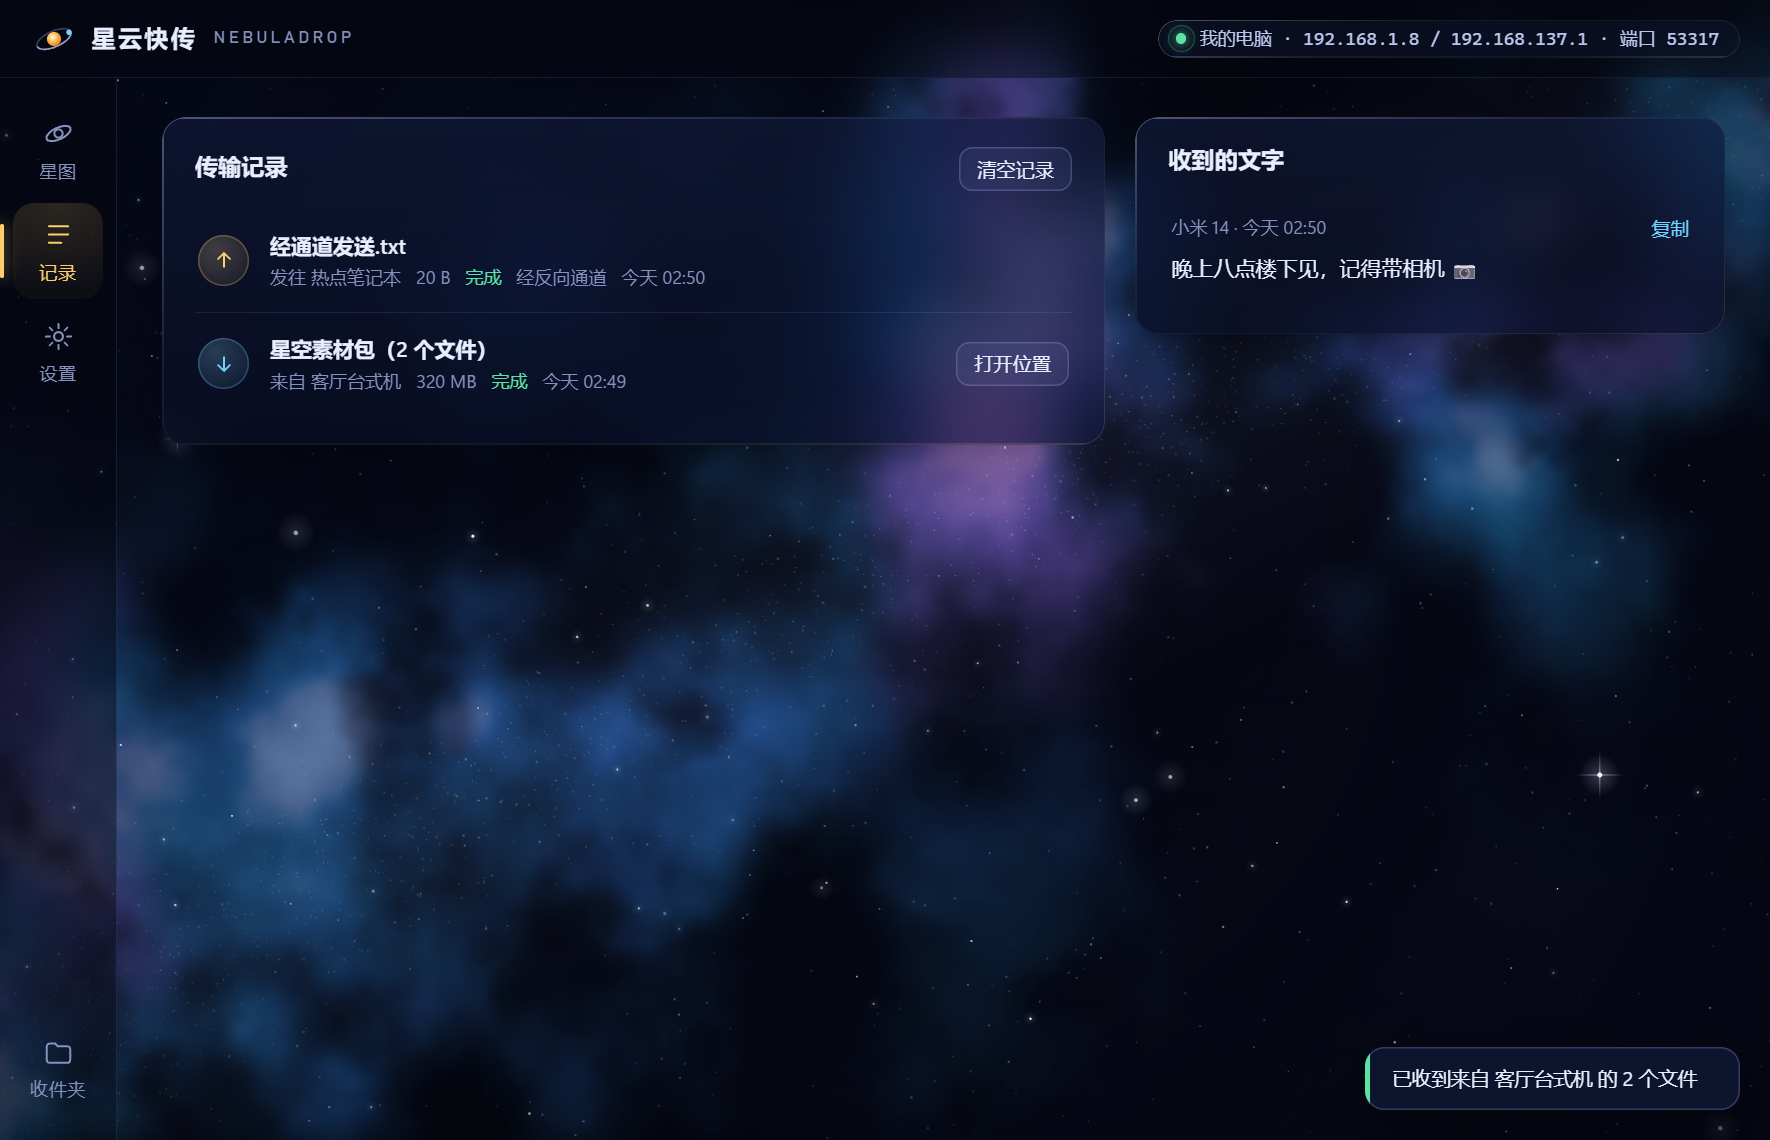 星云快传 NEBULADROP
我的电脑 · 192.168.1.8 / 192.168.137.1 · 端口 53317
星图
记录
设置
收件夹
传输记录
清空记录
经通道发送.txt
发往 热点笔记本 20 B 完成 经反向通道 今天 02:50
星空素材包（2 个文件）
来自 客厅台式机 320 MB 完成 今天 02:49
打开位置
收到的文字
小米 14 · 今天 02:50
复制
晚上八点楼下见，记得带相机 📷
已收到来自 客厅台式机 的 2 个文件